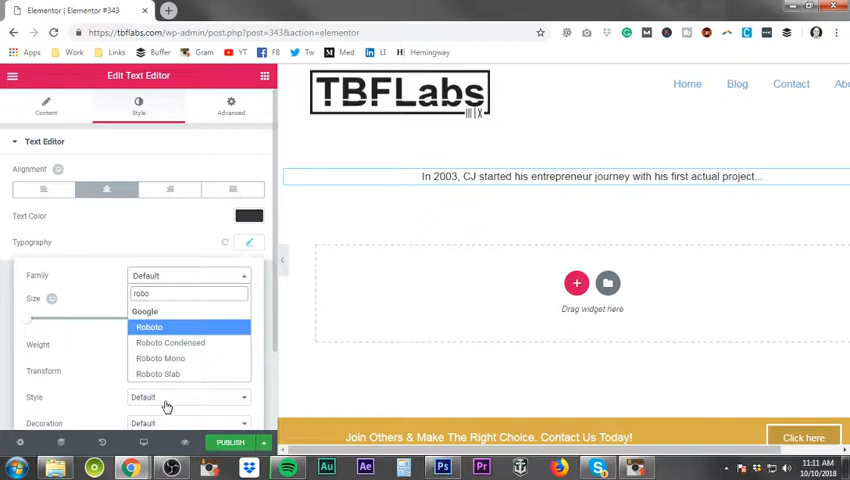 Elementor | Elementor #343
https://tbflabs.com/wp-admin/post.php?post=343&action=elementor
Apps Work Buffer Gram YT FB Tw Med LI Hemingway
Edit Text Editor
Content Style Advanced
TBFLabs
Home Blog Contact
Text Editor
Alignment
In 2003, CJ started his entrepreneur journey with his first actual project...
Text Color
Typography
Family Default
robo
Size
Google
Roboto
Drag widget here
Weight
Roboto Condensed
Roboto Mono
Transform
Roboto Slab
Style Default
Decoration Default
PUBLISH
Join Others & Make The Right Choice. Contact Us Today!
Click here
Au Ae Ps Pr
11:11 AM
10/10/2018